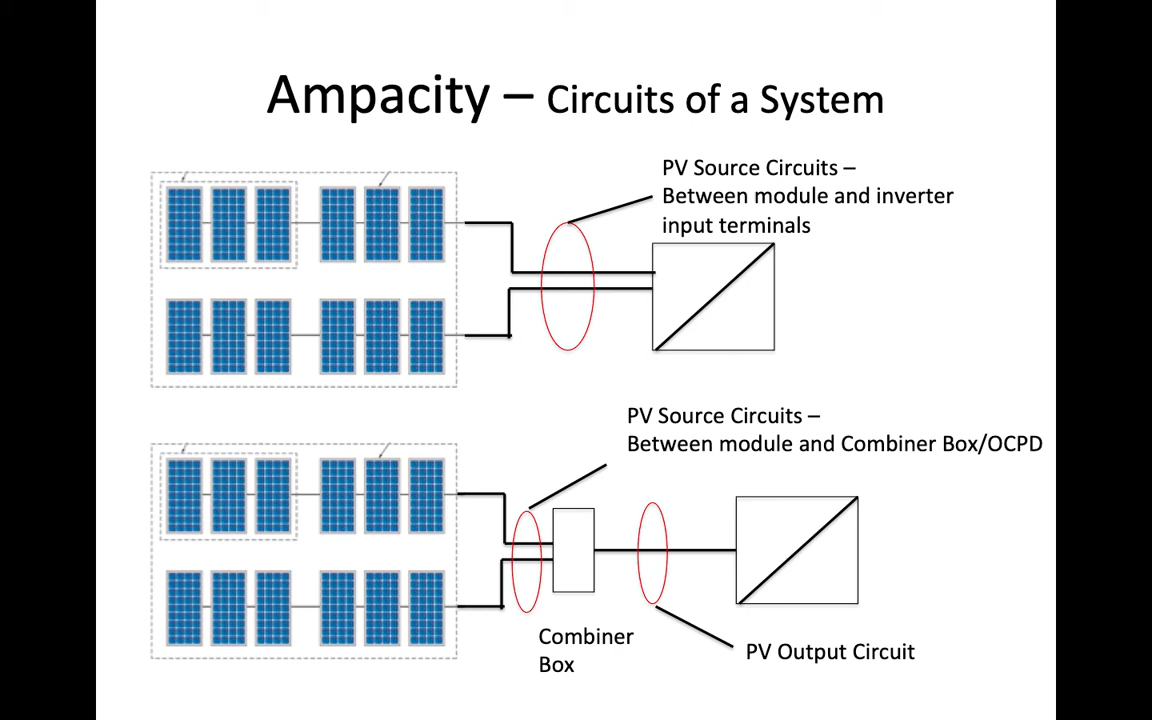 Ampacity – Circuits of a System
PV Source Circuits –
Between module and inverter
input terminals
PV Source Circuits –
Between module and Combiner Box/OCPD
Combiner
Box
PV Output Circuit